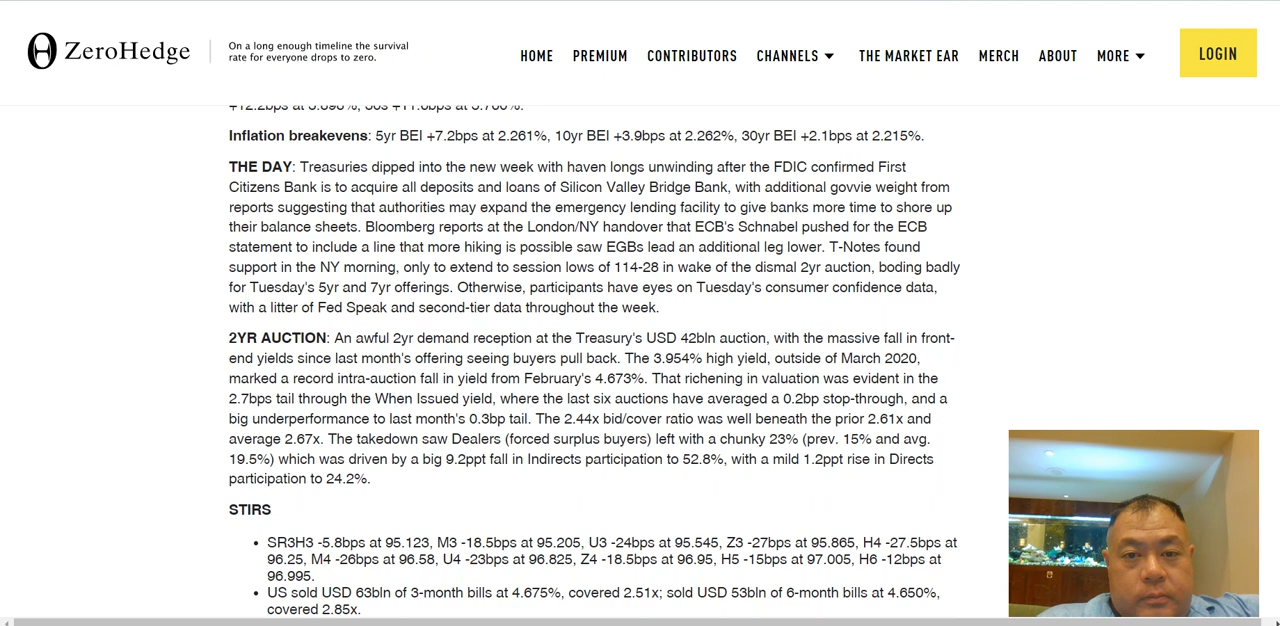 ZeroHedge
On a long enough timeline the survival
rate for everyone drops to zero.
HOME PREMIUM CONTRIBUTORS CHANNELS THE MARKET EAR MERCH ABOUT MORE LOGIN
Inflation breakevens: 5yr BEI +7.2bps at 2.261%, 10yr BEI +3.9bps at 2.262%, 30yr BEI +2.1bps at 2.215%.
THE DAY: Treasuries dipped into the new week with haven longs unwinding after the FDIC confirmed First
Citizens Bank is to acquire all deposits and loans of Silicon Valley Bridge Bank, with additional govvie weight from
reports suggesting that authorities may expand the emergency lending facility to give banks more time to shore up
their balance sheets. Bloomberg reports at the London/NY handover that ECB's Schnabel pushed for the ECB
statement to include a line that more hiking is possible saw EGBs lead an additional leg lower. T-Notes found
support in the NY morning, only to extend to session lows of 114-28 in wake of the dismal 2yr auction, boding badly
for Tuesday's 5yr and 7yr offerings. Otherwise, participants have eyes on Tuesday's consumer confidence data,
with a litter of Fed Speak and second-tier data throughout the week.
2YR AUCTION: An awful 2yr demand reception at the Treasury's USD 42bln auction, with the massive fall in front-
end yields since last month's offering seeing buyers pull back. The 3.954% high yield, outside of March 2020,
marked a record intra-auction fall in yield from February's 4.673%. That richening in valuation was evident in the
2.7bps tail through the When Issued yield, where the last six auctions have averaged a 0.2bp stop-through, and a
big underperformance to last month's 0.3bp tail. The 2.44x bid/cover ratio was well beneath the prior 2.61x and
average 2.67x. The takedown saw Dealers (forced surplus buyers) left with a chunky 23% (prev. 15% and avg.
19.5%) which was driven by a big 9.2ppt fall in Indirects participation to 52.8%, with a mild 1.2ppt rise in Directs
participation to 24.2%.
STIRS
• SR3H3 -5.8bps at 95.123, M3 -18.5bps at 95.205, U3 -24bps at 95.545, Z3 -27bps at 95.865, H4 -27.5bps at
96.25, M4 -26bps at 96.58, U4 -23bps at 96.825, Z4 -18.5bps at 96.95, H5 -15bps at 97.005, H6 -12bps at
96.995.
• US sold USD 63bln of 3-month bills at 4.675%, covered 2.51x; sold USD 53bln of 6-month bills at 4.650%,
covered 2.85x.